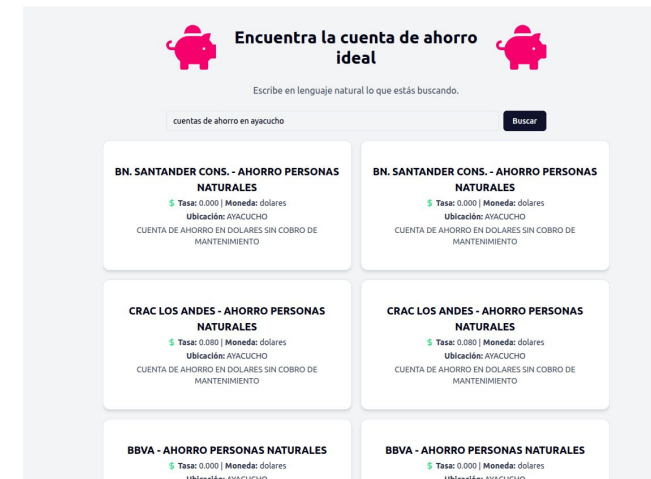 Encuentra la cuenta de ahorro
ideal
Escribe en lenguaje natural lo que estás buscando.
cuentas de ahorro en ayacucho
Buscar
BN. SANTANDER CONS. - AHORRO PERSONAS
NATURALES
$ Tasa: 0.000 | Moneda: dolares
Ubicación: AYACUCHO
CUENTA DE AHORRO EN DOLARES SIN COBRO DE
MANTENIMIENTO
BN. SANTANDER CONS. - AHORRO PERSONAS
NATURALES
$ Tasa: 0.000 | Moneda: dolares
Ubicación: AYACUCHO
CUENTA DE AHORRO EN DOLARES SIN COBRO DE
MANTENIMIENTO
CRAC LOS ANDES - AHORRO PERSONAS
NATURALES
$ Tasa: 0.080 | Moneda: dolares
Ubicación: AYACUCHO
CUENTA DE AHORRO EN DOLARES SIN COBRO DE
MANTENIMIENTO
CRAC LOS ANDES - AHORRO PERSONAS
NATURALES
$ Tasa: 0.080 | Moneda: dolares
Ubicación: AYACUCHO
CUENTA DE AHORRO EN DOLARES SIN COBRO DE
MANTENIMIENTO
BBVA - AHORRO PERSONAS NATURALES
$ Tasa: 0.000 | Moneda: dolares
Ubicación: AYACUCHO
BBVA - AHORRO PERSONAS NATURALES
$ Tasa: 0.000 | Moneda: dolares
Ubicación: AYACUCHO